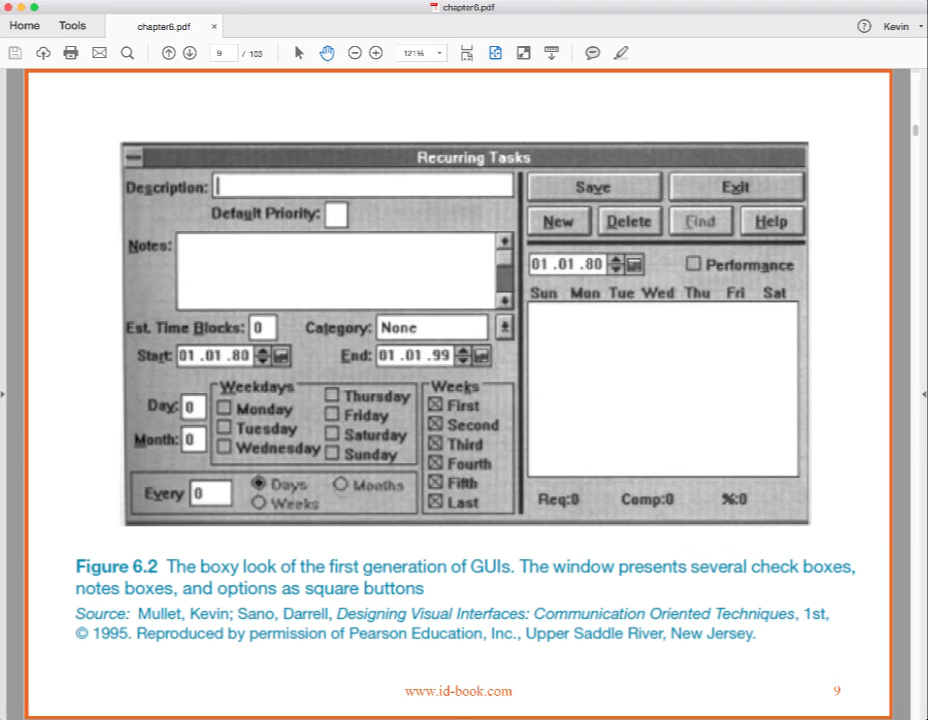 chapter6.pdf
Home Tools chapter6.pdf × ? Kevin
9 / 103 121%
Recurring Tasks
Description:
Default Priority:
Notes:
Est. Time Blocks: 0 Category: None
Start: 01.01.80 End: 01.01.99
Day: 0
Month: 0
Weekdays
Monday
Tuesday
Wednesday
Thursday
Friday
Saturday
Sunday
Weeks
First
Second
Third
Fourth
Fifth
Last
Every 0 Days Months
Weeks
Save Exit
New Delete Find Help
01.01.80 Performance
Sun Mon Tue Wed Thu Fri Sat
Req:0 Comp:0 %:0
Figure 6.2 The boxy look of the first generation of GUIs. The window presents several check boxes,
notes boxes, and options as square buttons
Source: Mullet, Kevin; Sano, Darrell, Designing Visual Interfaces: Communication Oriented Techniques, 1st,
© 1995. Reproduced by permission of Pearson Education, Inc., Upper Saddle River, New Jersey.
www.id-book.com 9